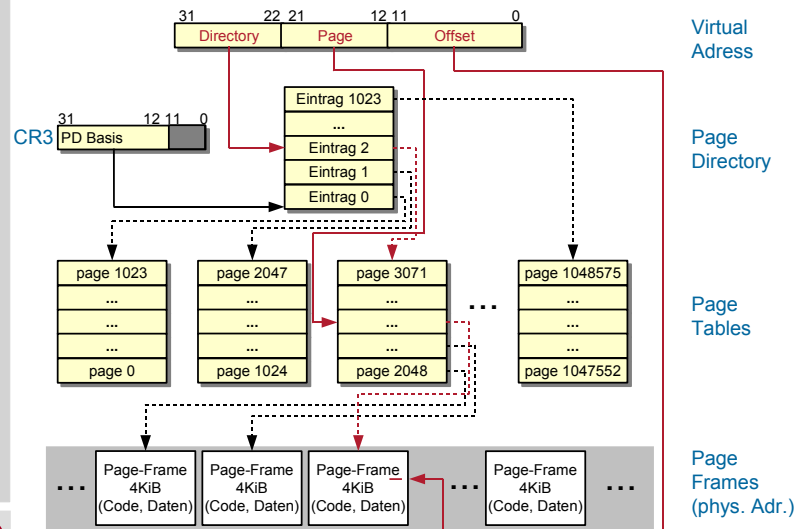 31 22 21 12 11 0
Directory Page Offset
Virtual
Adress
31 12 11 0
CR3 PD Basis
Eintrag 1023
...
Eintrag 2
Eintrag 1
Eintrag 0
Page
Directory
page 1023
...
...
...
page 0
page 2047
...
...
...
page 1024
page 3071
...
...
...
page 2048
...
page 1048575
...
...
...
page 1047552
Page
Tables
...
Page-Frame
4KiB
(Code, Daten)
Page-Frame
4KiB
(Code, Daten)
Page-Frame
4KiB
(Code, Daten)
...
Page-Frame
4KiB
(Code, Daten)
...
Page
Frames
(phys. Adr.)